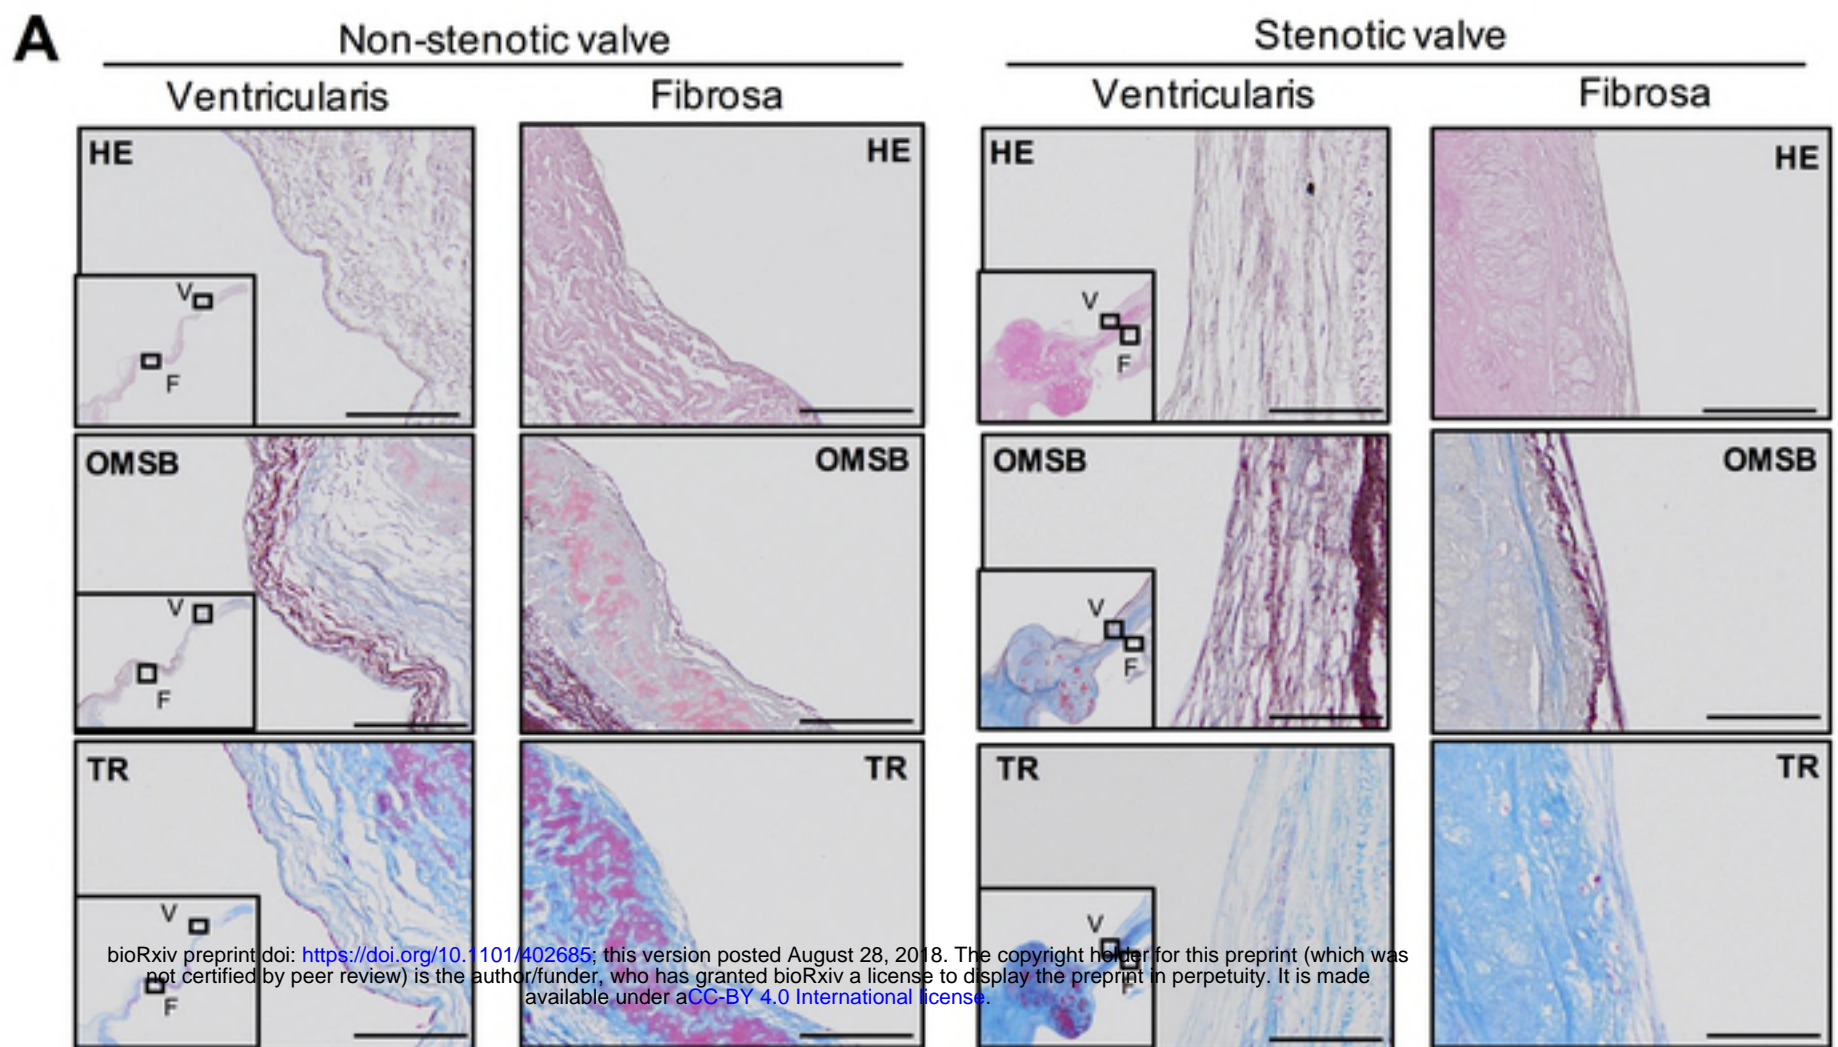 A
Non-stenotic valve
Stenotic valve
Ventricularis
Fibrosa
Ventricularis
Fibrosa
HE
HE
HE
HE
V
F
V
F
OMSB
OMSB
OMSB
OMSB
V
F
V
F
TR
TR
TR
TR
V
F
V
F
bioRxiv preprint doi: https://doi.org/10.1101/402685; this version posted August 28, 2018. The copyright holder for this preprint (which was
not certified by peer review) is the author/funder, who has granted bioRxiv a license to display the preprint in perpetuity. It is made
available under aCC-BY 4.0 International license.